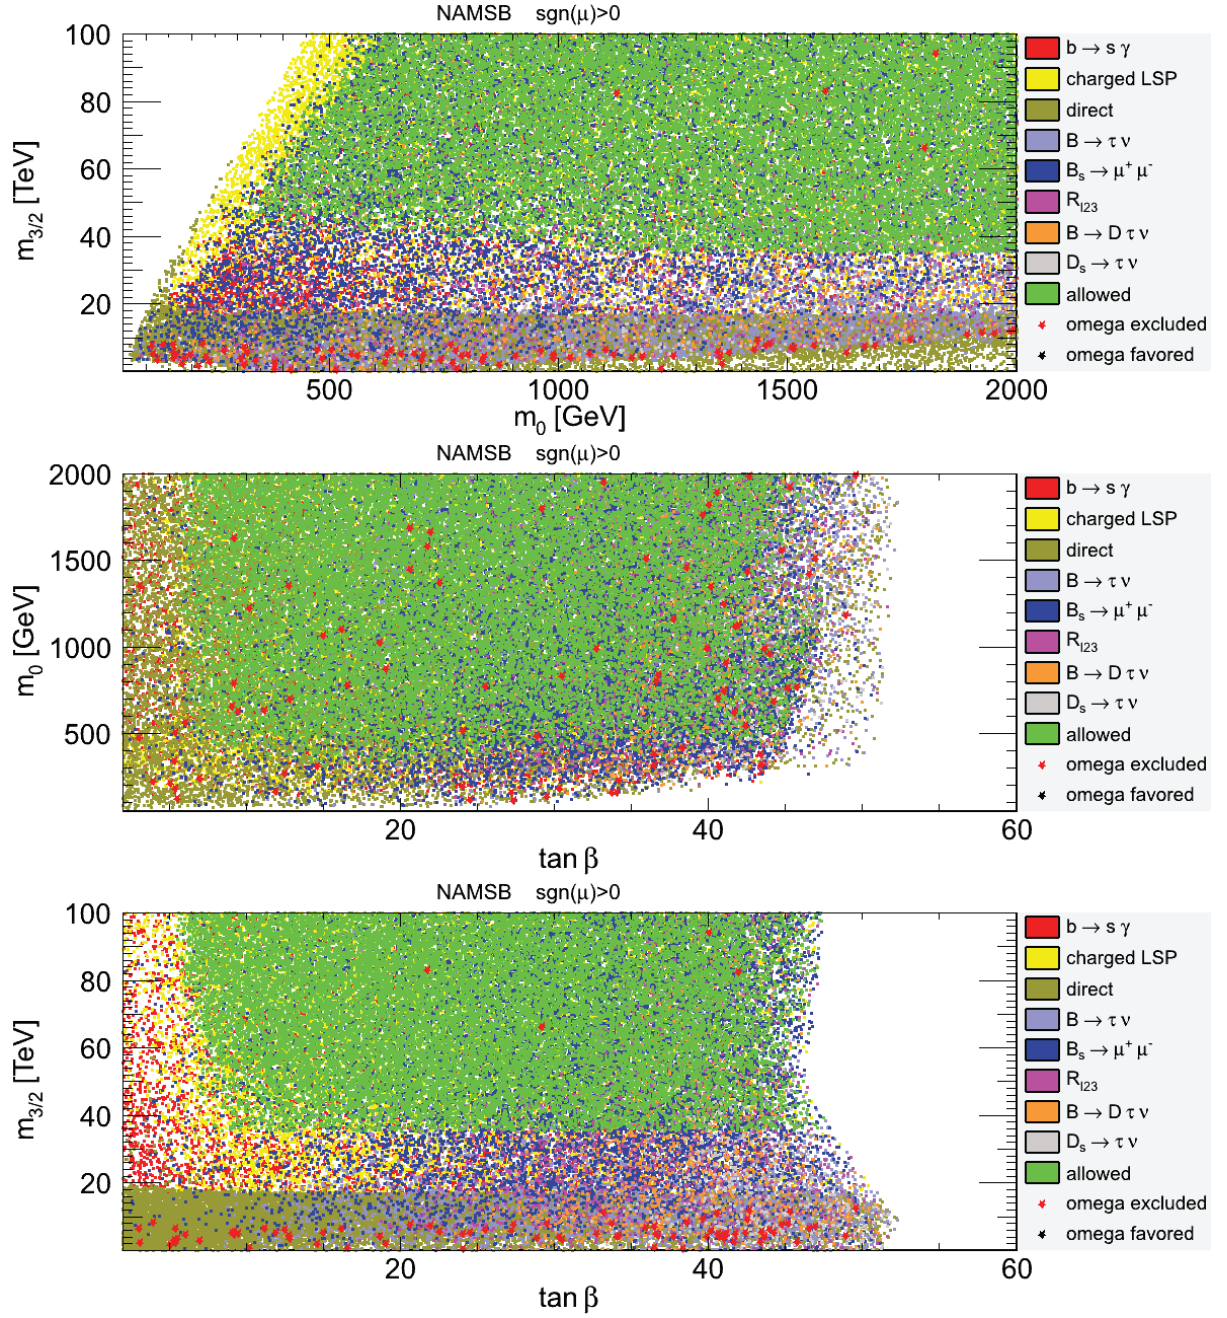 NAMSB sgn(μ)>0
100
80
60
40
20
m3/2 [TeV]
500 1000 1500 2000
m0 [GeV]
b → s γ
charged LSP
direct
B → τ ν
Bs → μ+ μ-
Rl23
B → D τ ν
Ds → τ ν
allowed
omega excluded
omega favored
NAMSB sgn(μ)>0
2000
1500
1000
500
m0 [GeV]
20 40 60
tan β
b → s γ
charged LSP
direct
B → τ ν
Bs → μ+ μ-
Rl23
B → D τ ν
Ds → τ ν
allowed
omega excluded
omega favored
NAMSB sgn(μ)>0
100
80
60
40
20
m3/2 [TeV]
20 40 60
tan β
b → s γ
charged LSP
direct
B → τ ν
Bs → μ+ μ-
Rl23
B → D τ ν
Ds → τ ν
allowed
omega excluded
omega favored